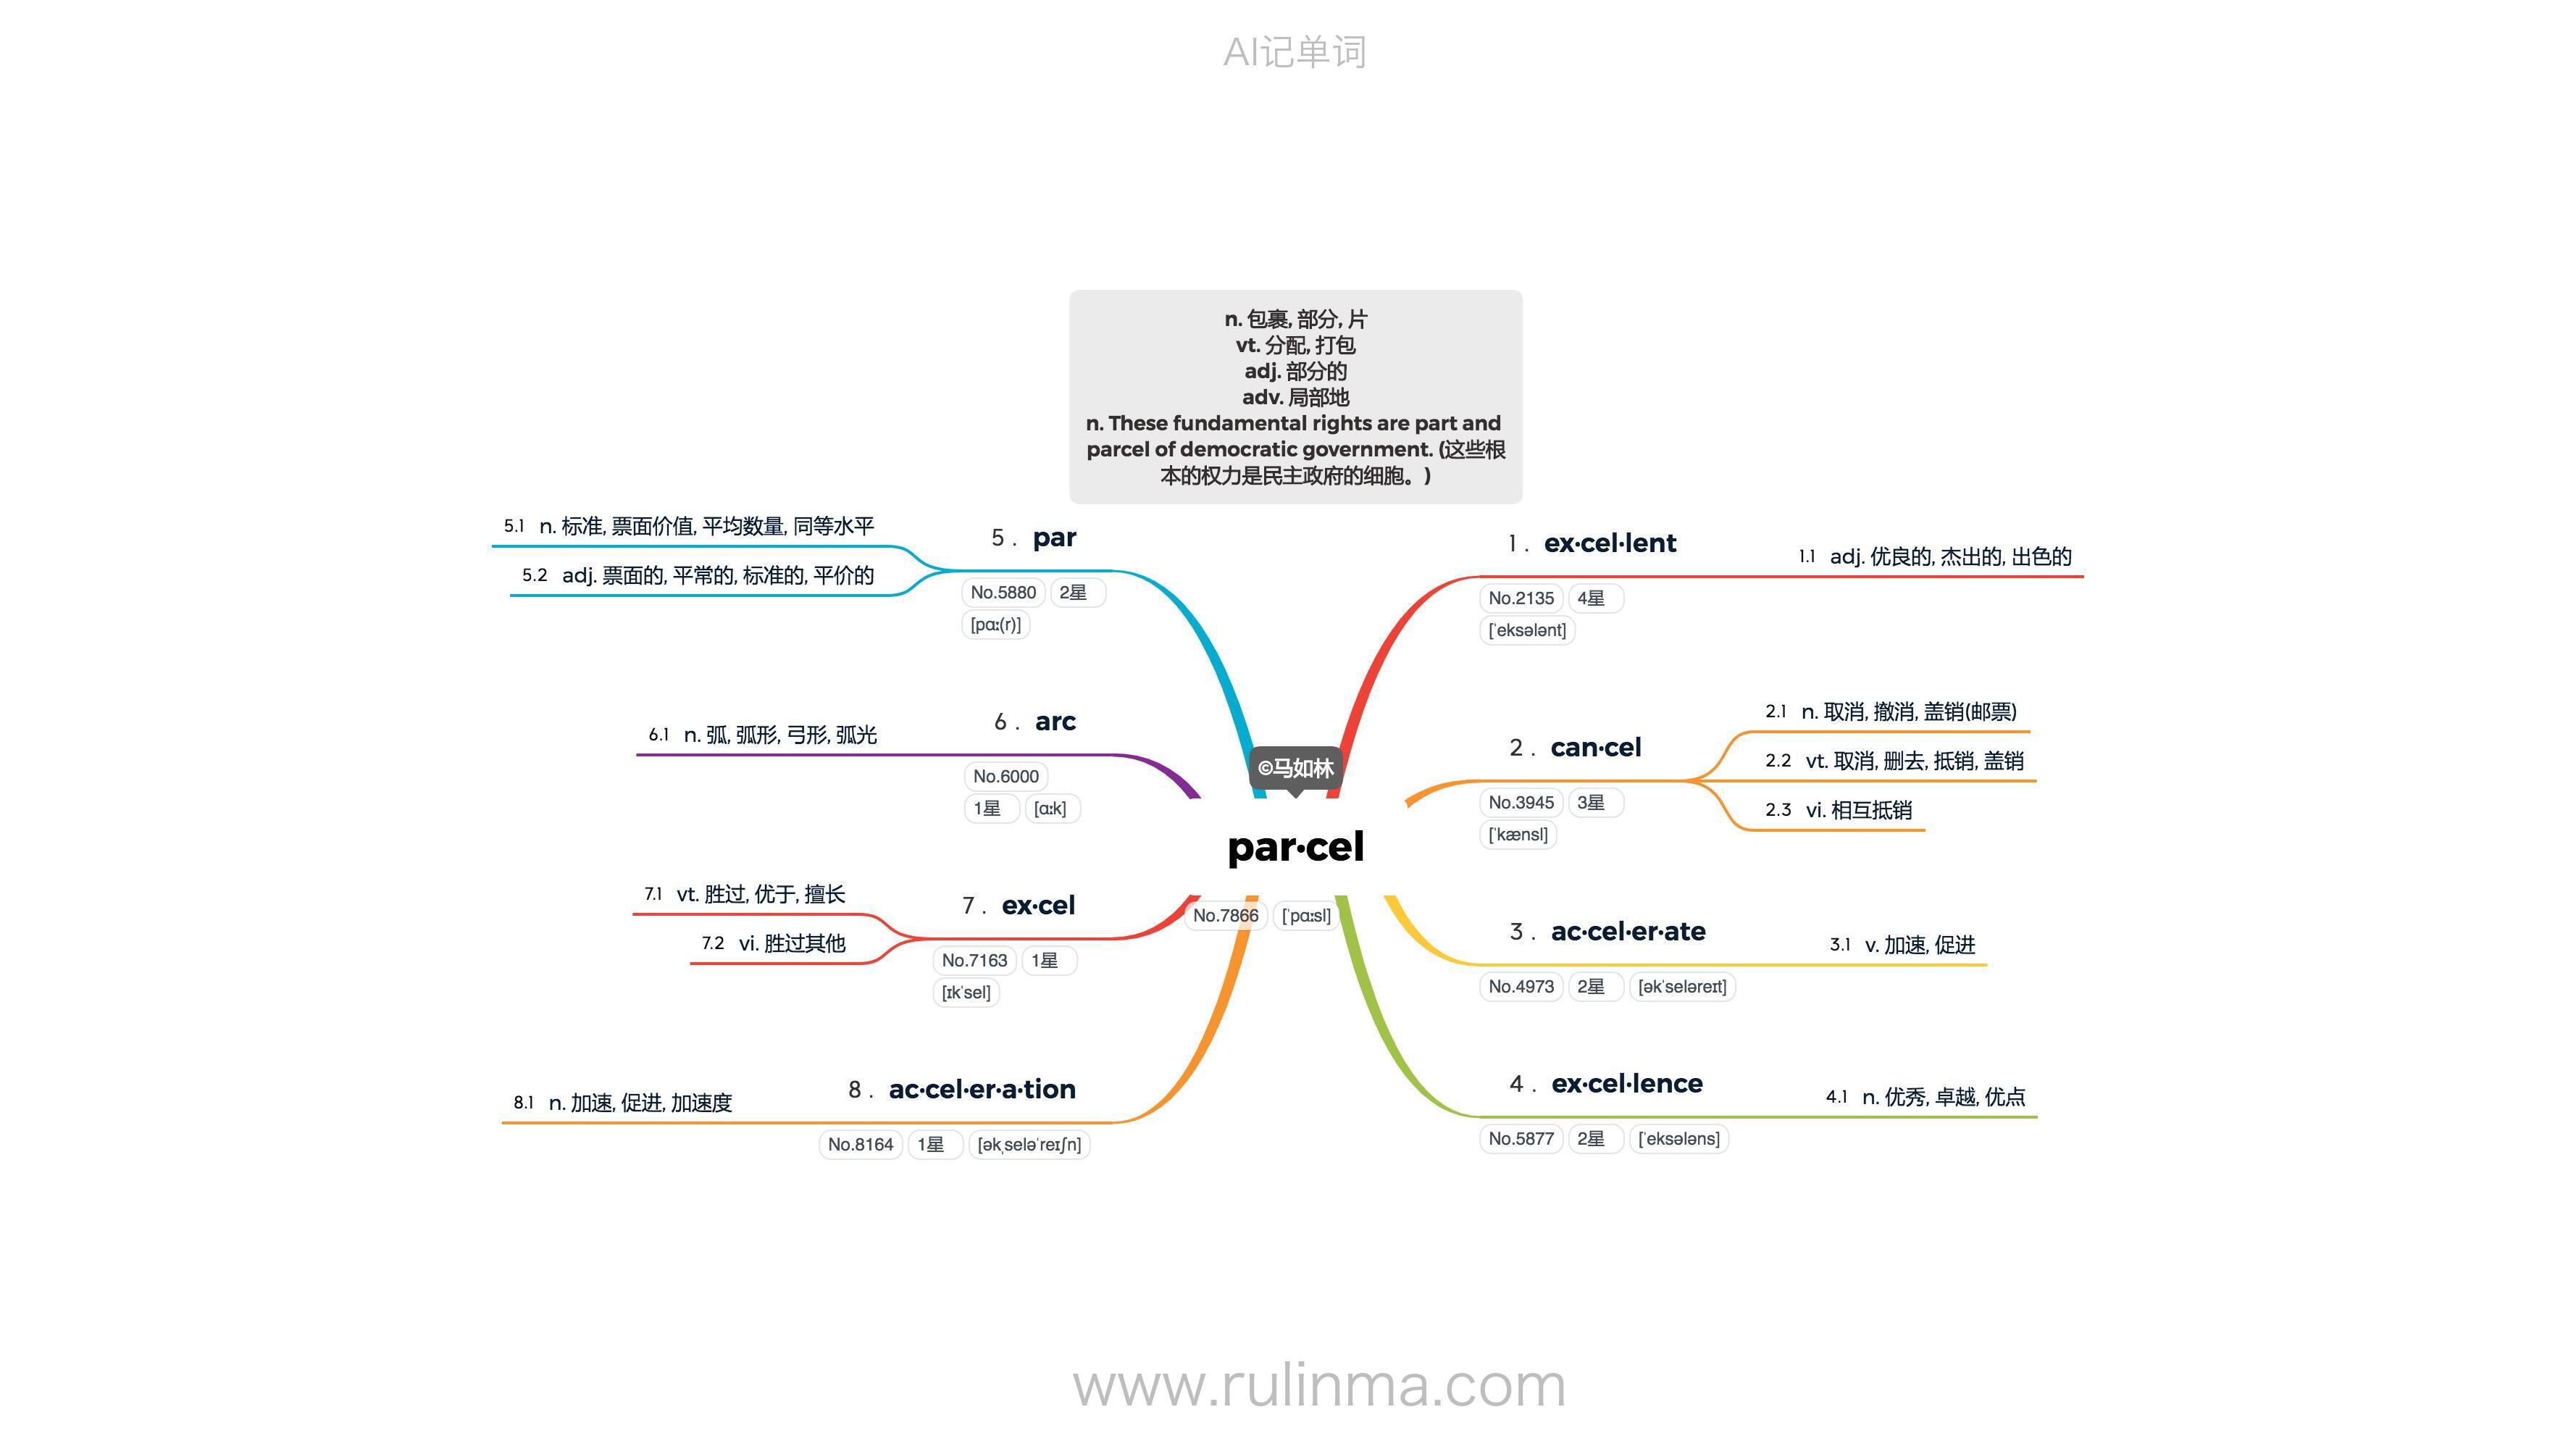 AI记单词
n. 包裹, 部分, 片
vt. 分配, 打包
adj. 部分的
adv. 局部地
n. These fundamental rights are part and
parcel of democratic government. (这些根
本的权力是民主政府的细胞。)
©马如林
par·cel
No.7866 [ˈpɑːsl]
1. ex·cel·lent
No.2135 4星
[ˈeksələnt]
1.1 adj. 优良的, 杰出的, 出色的
2. can·cel
No.3945 3星
[ˈkænsl]
2.1 n. 取消, 撤消, 盖销(邮票)
2.2 vt. 取消, 删去, 抵销, 盖销
2.3 vi. 相互抵销
3. ac·cel·er·ate
No.4973 2星 [əkˈseləreɪt]
3.1 v. 加速, 促进
4. ex·cel·lence
No.5877 2星 [ˈeksələns]
4.1 n. 优秀, 卓越, 优点
5. par
No.5880 2星
[pɑː(r)]
5.1 n. 标准, 票面价值, 平均数量, 同等水平
5.2 adj. 票面的, 平常的, 标准的, 平价的
6. arc
No.6000
1星 [ɑːk]
6.1 n. 弧, 弧形, 弓形, 弧光
7. ex·cel
No.7163 1星
[ɪkˈsel]
7.1 vt. 胜过, 优于, 擅长
7.2 vi. 胜过其他
8. ac·cel·er·a·tion
No.8164 1星 [əkˌseləˈreɪʃn]
8.1 n. 加速, 促进, 加速度
www.rulinma.com